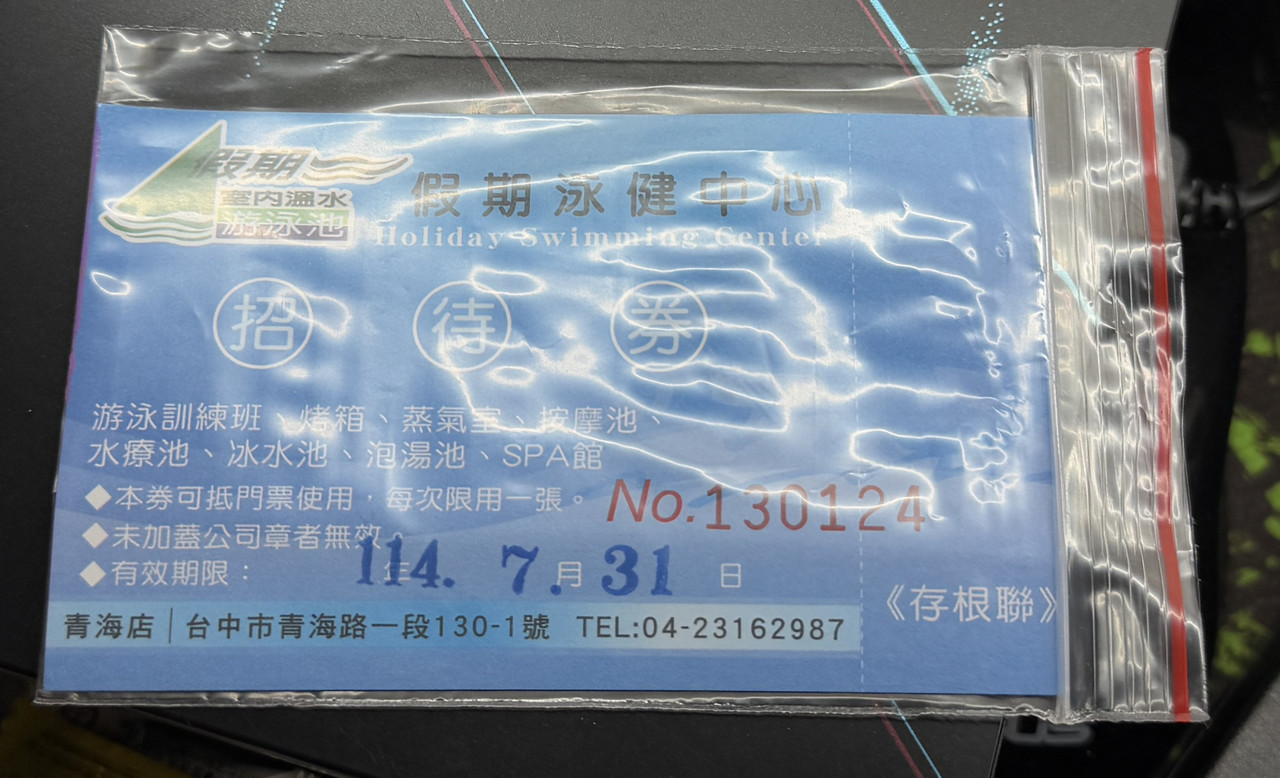 假期
室內溫水
游泳池
假期泳健中心
Holiday Swimming Center
招待券
游泳訓練班、烤箱、蒸氣室、按摩池、
水療池、冰水池、泡湯池、SPA館
◆本券可抵門票使用，每次限用一張。
No.130124
◆未加蓋公司章者無效
◆有效期限： 114.年 7.月 31 日
《存根聯》
青海店│台中市青海路一段130-1號 TEL:04-23162987